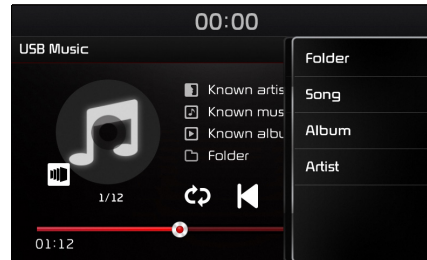 00:00
USB Music
Known artis
Known mus
Known albu
Folder
1/12
01:12
Folder
Song
Album
Artist